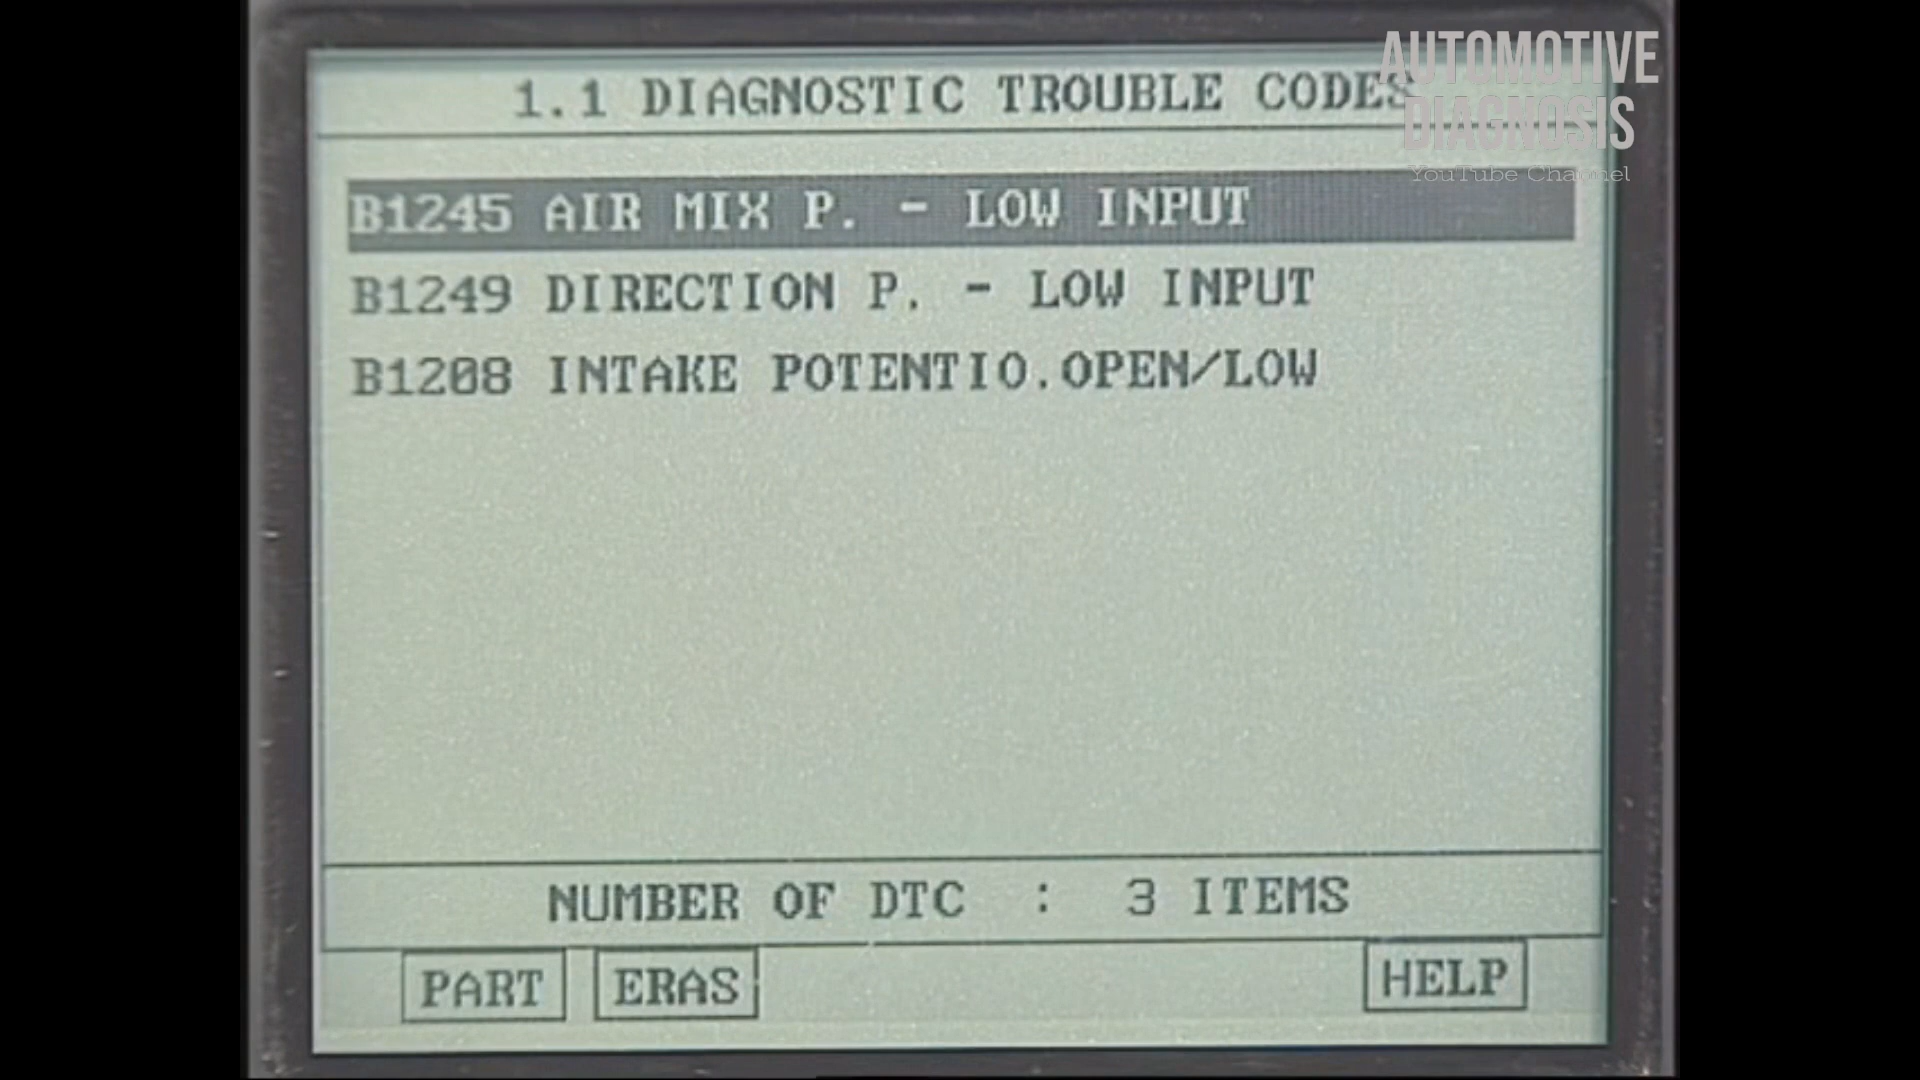 AUTOMOTIVE
DIAGNOSIS
YouTube Channel
1.1 DIAGNOSTIC TROUBLE CODES
B1245 AIR MIX P. - LOW INPUT
B1249 DIRECTION P. - LOW INPUT
B1208 INTAKE POTENTIO.OPEN/LOW
NUMBER OF DTC : 3 ITEMS
PART ERAS HELP